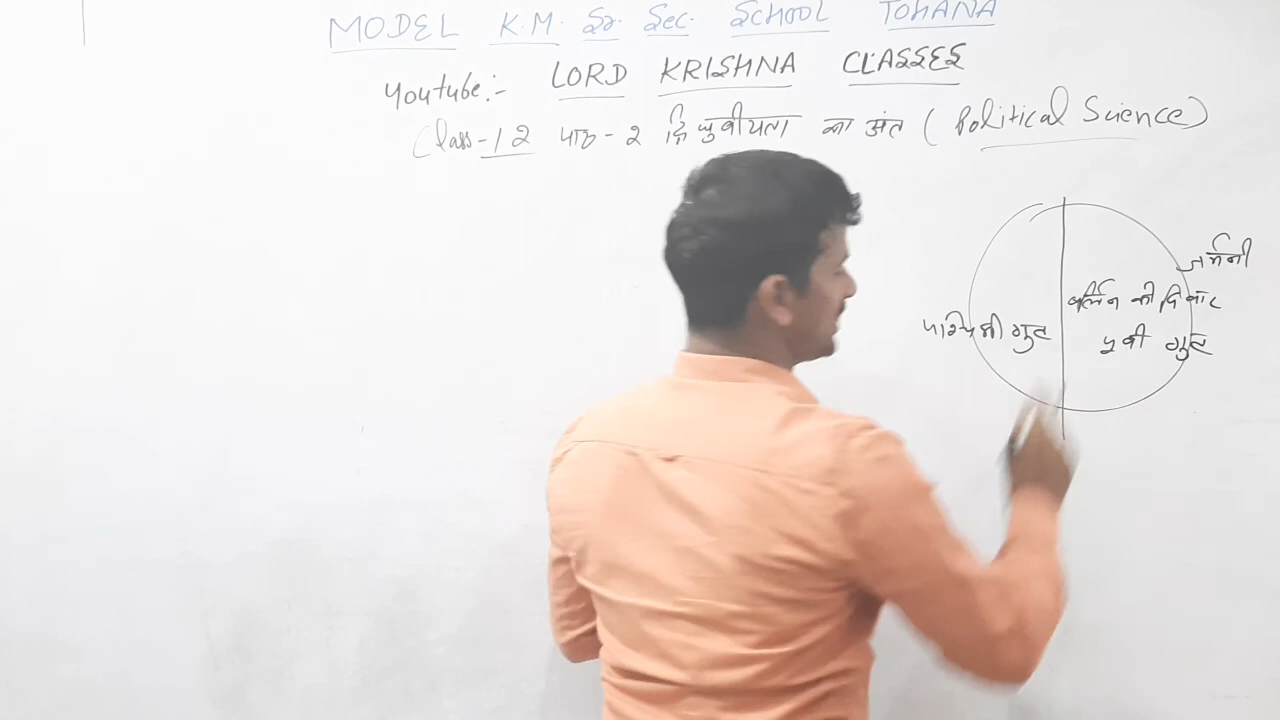 MODEL K.M. Sr. Sec. SCHOOL TOHANA
Youtube:- LORD KRISHNA CLASSES
Class-12 पाठ-2 द्विध्रुवीयता का अंत (Political Science)
जर्मनी
बर्लिन की दिवार
पश्चिमी गुट
पूर्वी गुट